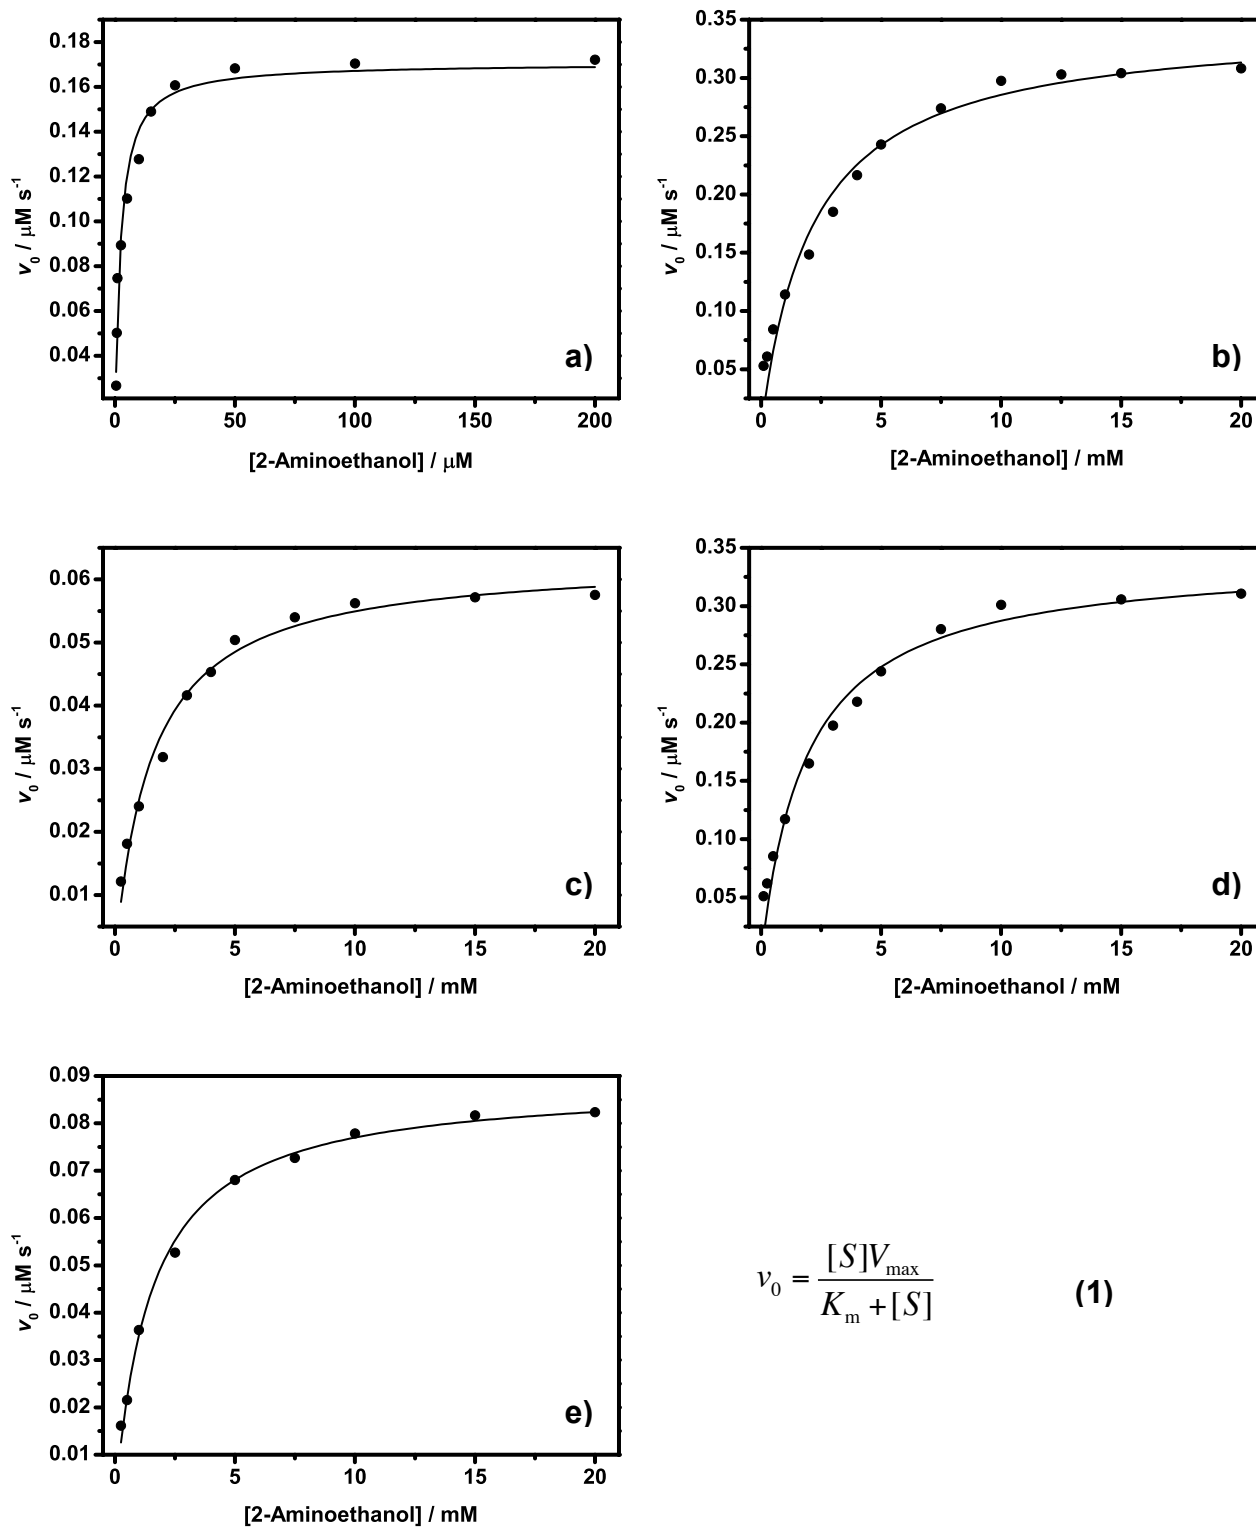 0.18
0.16
0.14
0.12
0.10
0.08
0.06
0.04
v0 / μM s-1
a)
0 50 100 150 200
[2-Aminoethanol] / μM
0.35
0.30
0.25
0.20
0.15
0.10
0.05
v0 / μM s-1
b)
0 5 10 15 20
[2-Aminoethanol] / mM
0.06
0.05
0.04
0.03
0.02
0.01
v0 / μM s-1
c)
0 5 10 15 20
[2-Aminoethanol] / mM
0.35
0.30
0.25
0.20
0.15
0.10
0.05
v0 / μM s-1
d)
0 5 10 15 20
[2-Aminoethanol / mM
0.09
0.08
0.07
0.06
0.05
0.04
0.03
0.02
0.01
v0 / μM s-1
e)
0 5 10 15 20
[2-Aminoethanol] / mM
v0 = [S]Vmax / Km + [S] (1)